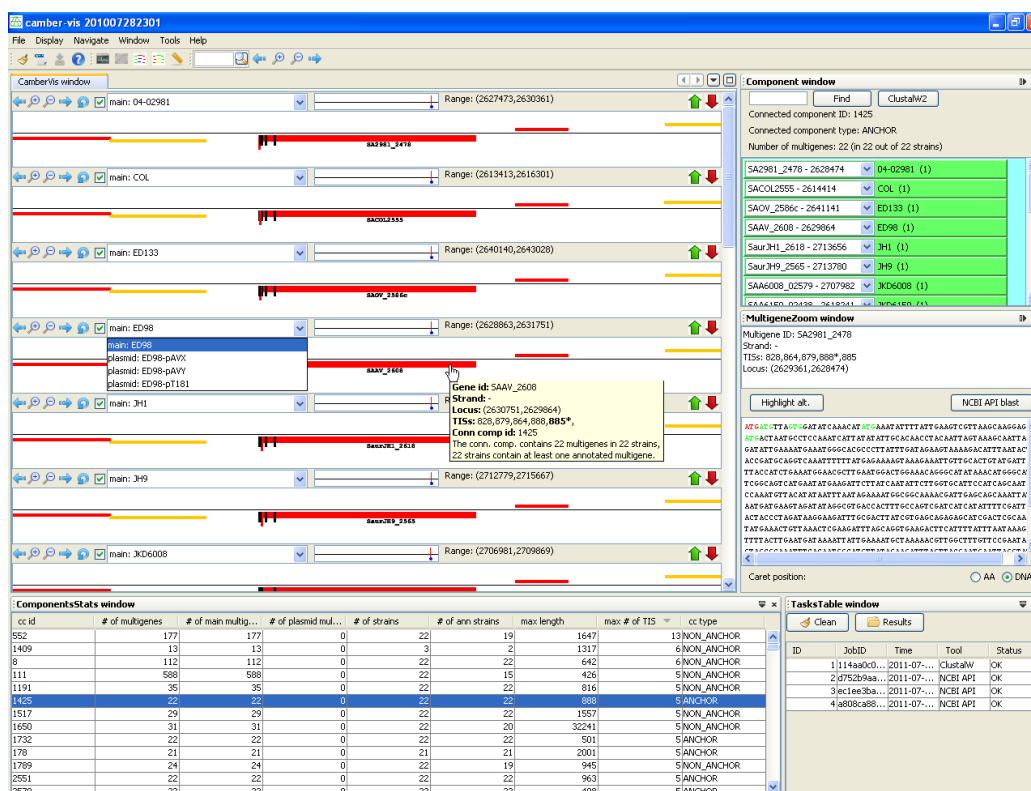 camber-vis 201007282301
File Display Navigate Window Tools Help
CamberVis window
main: 04-02981
Range: (2627473,2630361)
SA2981_2478
main: COL
Range: (2613413,2616301)
SACOL2555
main: ED133
Range: (2640140,2643028)
SAOV_2586c
main: ED98
Range: (2628863,2631751)
main: ED98
plasmid: ED98-pAVX
plasmid: ED98-pAVY
plasmid: ED98-pT181
SAAV_2608
Gene id: SAAV_2608
Strand: -
Locus: (2630751,2629864)
TISs: 828,879,864,888,885*,
Conn comp id: 1425
The conn. comp. contains 22 multigenes in 22 strains,
22 strains contain at least one annotated multigene.
main: JH1
SaurJH1_2618
main: JH9
Range: (2712779,2715667)
SaurJH9_2565
main: JKD6008
Range: (2706981,2709869)
Component window
Find ClustalW2
Connected component ID: 1425
Connected component type: ANCHOR
Number of multigenes: 22 (in 22 out of 22 strains)
SA2981_2478 - 2628474 04-02981 (1)
SACOL2555 - 2614414 COL (1)
SAOV_2586c - 2641141 ED133 (1)
SAAV_2608 - 2629864 ED98 (1)
SaurJH1_2618 - 2713656 JH1 (1)
SaurJH9_2565 - 2713780 JH9 (1)
SAA6008_02579 - 2707982 JKD6008 (1)
SAA6159_02438 - 2618241 JKD6159 (1)
MultigeneZoom window
Multigene ID: SA2981_2478
Strand: -
TISs: 828,864,879,888*,885
Locus: (2629361,2628474)
Highlight alt. NCBI API blast
ATGATGTTAGTGGATATCAAACATATGAAATATTTTATTGAAGTCGTTAAGCAAGGAG
ATGACTAATGCCTCCAAATCATTATATATTGCACAACCTACAATTAGTAAAGCAATTA
GATATTGAAAATGAAATGGGCACGCCCTTATTTGATAGAAGTAAAAGACATTTAATAC
ACCGATGCAGGTCAAATTTTTTATGAGAAAAGTAAAGAAATTGTTGCACTGTATGATT
TTACCATCTGAAATGGAACGCTTGAATGGACTGGAAACAGGGCATATAAACATGGGCA
TCGGCAGTCATGAATATGAAGATTCTTATCAATATTCTTGGTGCATTCCATCAGCAAT
CCAAATGTTACATATAATTTAATAGAAAATGGCGGCAAAACGATTGAGCAGCAAATTA
AATGATGAAGTAGATATAGGCGTGACCACTTTGCCAGTCGATCATCATATTTTCGATT
ACTACCCTAGATAAGGAAGATTTGCGACTTATCGTGAGCAGAGAGCATCGACTCGCAA
TATGAAACTGTTAAACTCGAAGATTTAGCAGGTGAAGACTTCATTTTATTTAATAAAG
TTTTACTTGAATGATAAAATTATTGAAAATGCTAAAAACGTTGGCTTTGTTCCGAATA
Caret position: AA DNA
ComponentsStats window
cc id # of multigenes # of main multig... # of plasmid mul... # of strains # of ann strains max length max # of TIS cc type
552 177 177 0 22 19 1647 13 NON_ANCHOR
1409 13 13 0 3 2 1317 6 NON_ANCHOR
8 112 112 0 22 22 642 6 NON_ANCHOR
111 588 588 0 22 15 426 5 NON_ANCHOR
1191 35 35 0 22 22 816 5 NON_ANCHOR
1425 22 22 0 22 22 888 5 ANCHOR
1517 29 29 0 22 22 1557 5 NON_ANCHOR
1650 31 31 0 22 20 32241 5 NON_ANCHOR
1732 22 22 0 22 22 501 5 ANCHOR
178 21 21 0 21 21 2001 5 ANCHOR
1789 24 24 0 22 19 945 5 NON_ANCHOR
2551 22 22 0 22 22 963 5 ANCHOR
TasksTable window
Clean Results
ID JobID Time Tool Status
1 114aa0c0... 2011-07-... ClustalW OK
2 d752b9aa... 2011-07-... NCBI API OK
3 ec1ee3ba... 2011-07-... NCBI API OK
4 a808ca88... 2011-07-... NCBI API OK